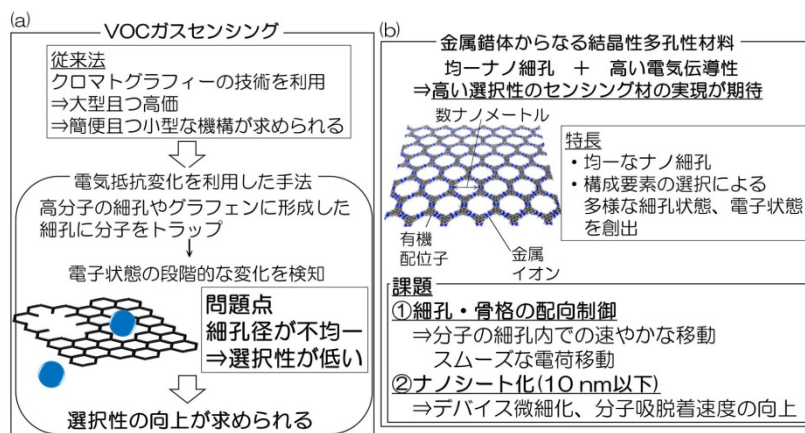 (a)
VOCガスセンシング
従来法
クロマトグラフィーの技術を利用
⇒大型且つ高価
⇒簡便且つ小型な機構が求められる
電気抵抗変化を利用した手法
高分子の細孔やグラフェンに形成した
細孔に分子をトラップ
電子状態の段階的な変化を検知
問題点
細孔径が不均一
⇒選択性が低い
選択性の向上が求められる
(b)
金属錯体からなる結晶性多孔性材料
均一ナノ細孔 + 高い電気伝導性
⇒高い選択性のセンシング材の実現が期待
数ナノメートル
有機
配位子
金属
イオン
特長
・均一なナノ細孔
・構成要素の選択による
多様な細孔状態、電子状態
を創出
課題
①細孔・骨格の配向制御
⇒分子の細孔内での速やかな移動
スムーズな電荷移動
②ナノシート化(10 nm以下)
⇒デバイス微細化、分子吸脱着速度の向上